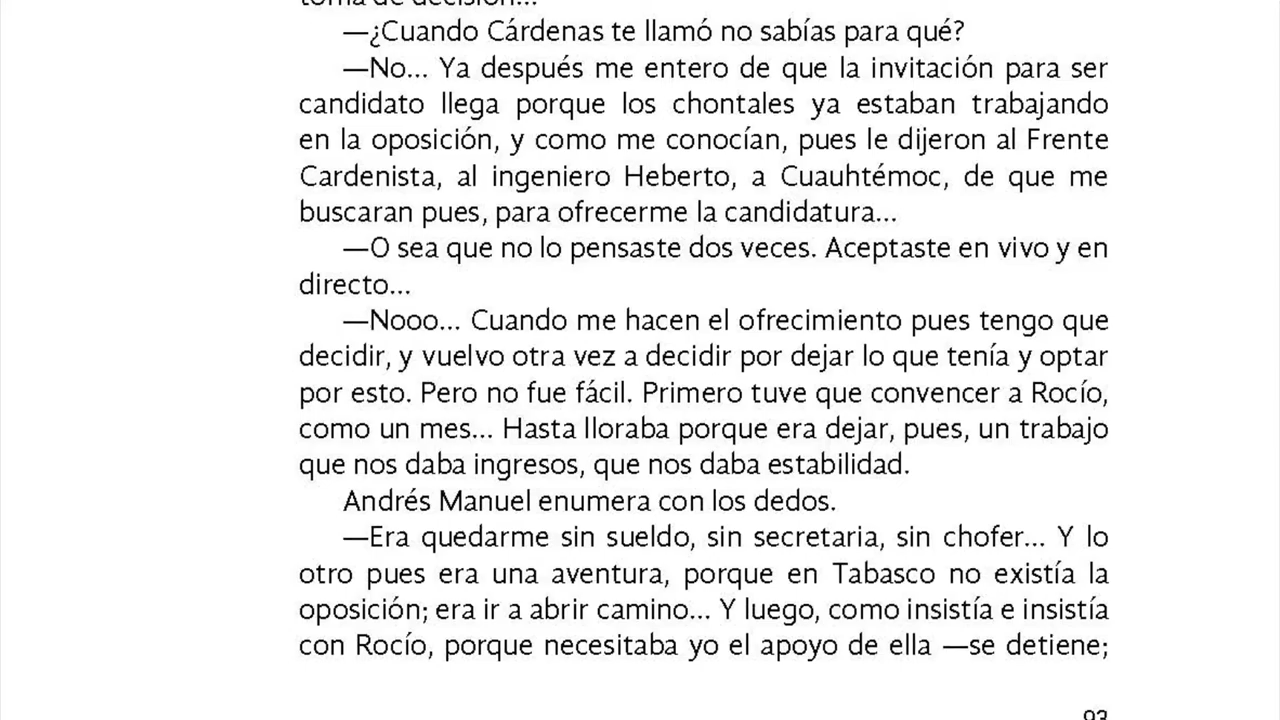 toma de decisión...
—¿Cuando Cárdenas te llamó no sabías para qué?
—No... Ya después me entero de que la invitación para ser
candidato llega porque los chontales ya estaban trabajando
en la oposición, y como me conocían, pues le dijeron al Frente
Cardenista, al ingeniero Heberto, a Cuauhtémoc, de que me
buscaran pues, para ofrecerme la candidatura...
—O sea que no lo pensaste dos veces. Aceptaste en vivo y en
directo...
—Nooo... Cuando me hacen el ofrecimiento pues tengo que
decidir, y vuelvo otra vez a decidir por dejar lo que tenía y optar
por esto. Pero no fue fácil. Primero tuve que convencer a Rocío,
como un mes... Hasta lloraba porque era dejar, pues, un trabajo
que nos daba ingresos, que nos daba estabilidad.
Andrés Manuel enumera con los dedos.
—Era quedarme sin sueldo, sin secretaria, sin chofer... Y lo
otro pues era una aventura, porque en Tabasco no existía la
oposición; era ir a abrir camino... Y luego, como insistía e insistía
con Rocío, porque necesitaba yo el apoyo de ella —se detiene;
93